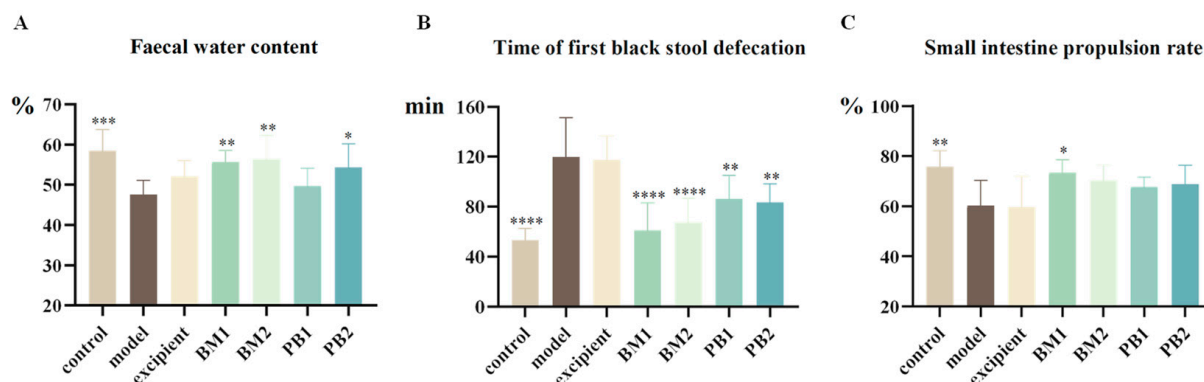 A
Faecal water content
%
70
60
50
40
30
20
***
**
**
*
control
model
excipient
BM1
BM2
PB1
PB2
B
Time of first black stool defecation
min
160
120
80
40
0
****
****
****
**
**
control
model
excipient
BM1
BM2
PB1
PB2
C
Small intestine propulsion rate
%
100
80
60
40
20
**
*
control
model
excipient
BM1
BM2
PB1
PB2